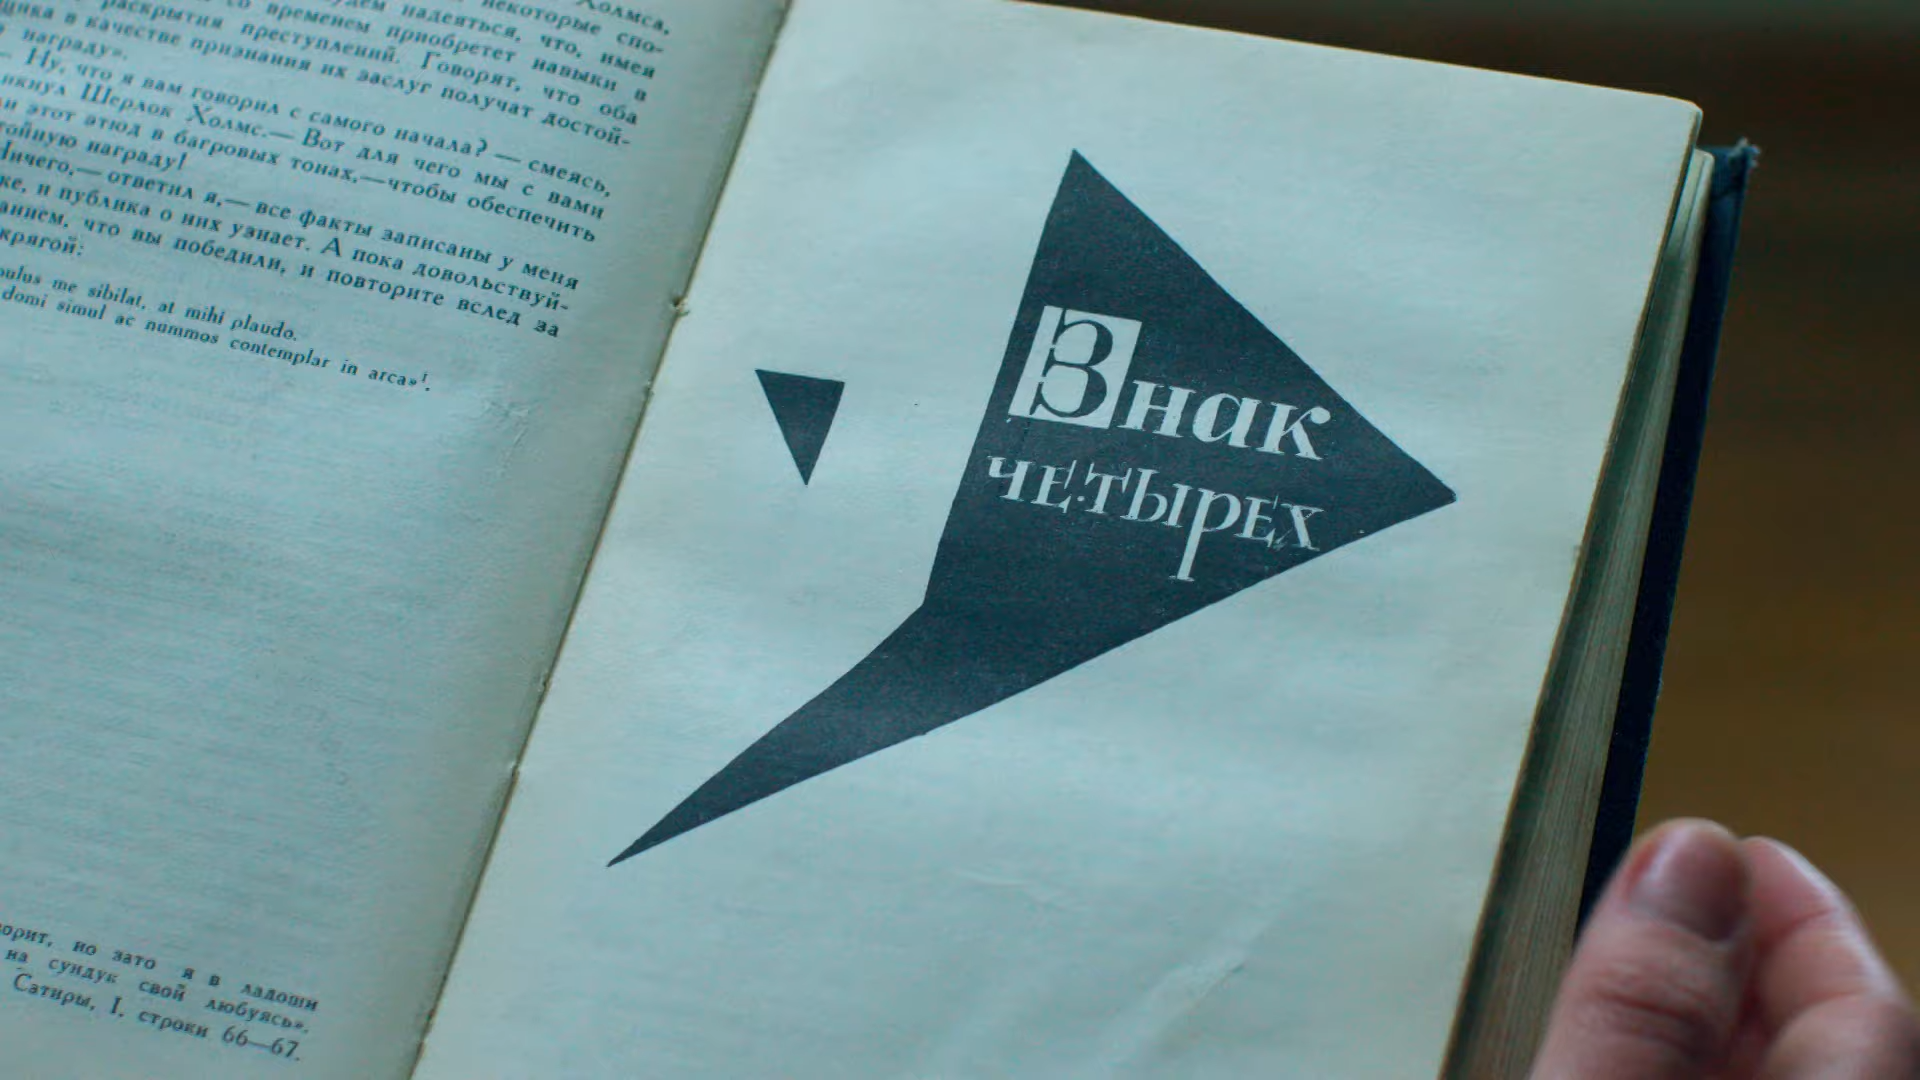 Холмса,
некоторые спо-
будем надеяться, что, имея
со временем приобретет навыки в
раскрытия преступлений. Говорят, что оба
в качестве признания их заслуг получат достой-
награду».
— Ну, что я вам говорил с самого начала? — смеясь,
Шерлок Холмс.— Вот для чего мы с вами
этот этюд в багровых тонах,—чтобы обеспечить
награду!
Ничего,— ответил я,— все факты записаны у меня
и публика о них узнает. А пока довольствуй-
что вы победили, и повторите вслед за
me sibilat, at mihi plaudo.
domi simul ac nummos contemplar in arca»¹.
но зато я в ладоши
на сундук свой любуясь».
Сатиры, I, строки 66—67.
Знак
четырех